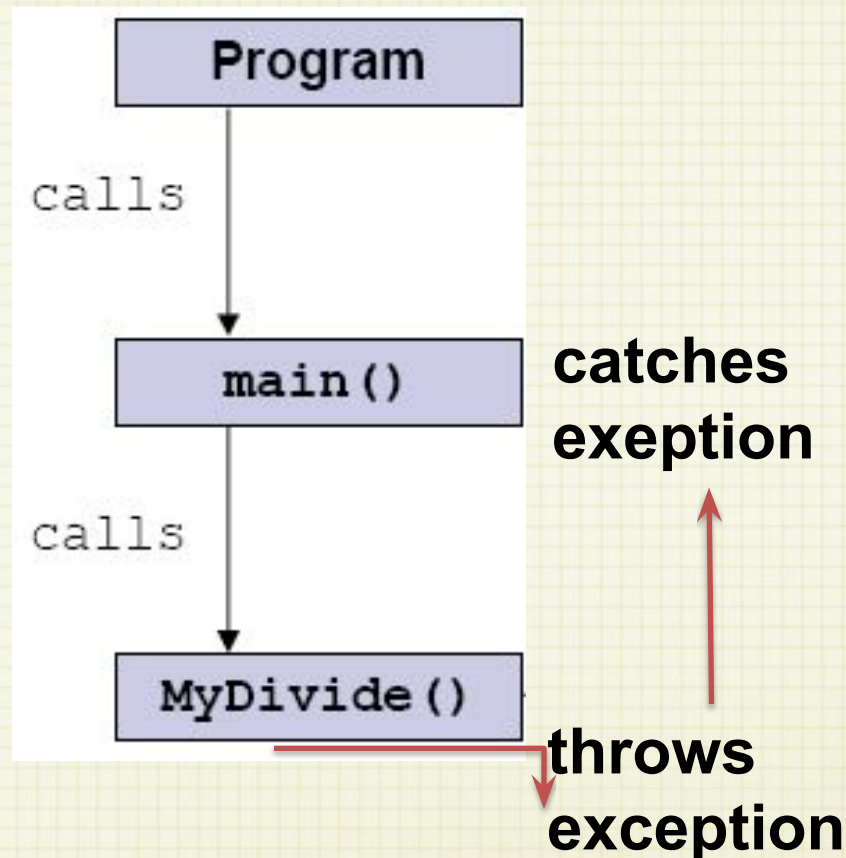 Program
calls
main()
catches
exeption
calls
MyDivide()
throws
exception